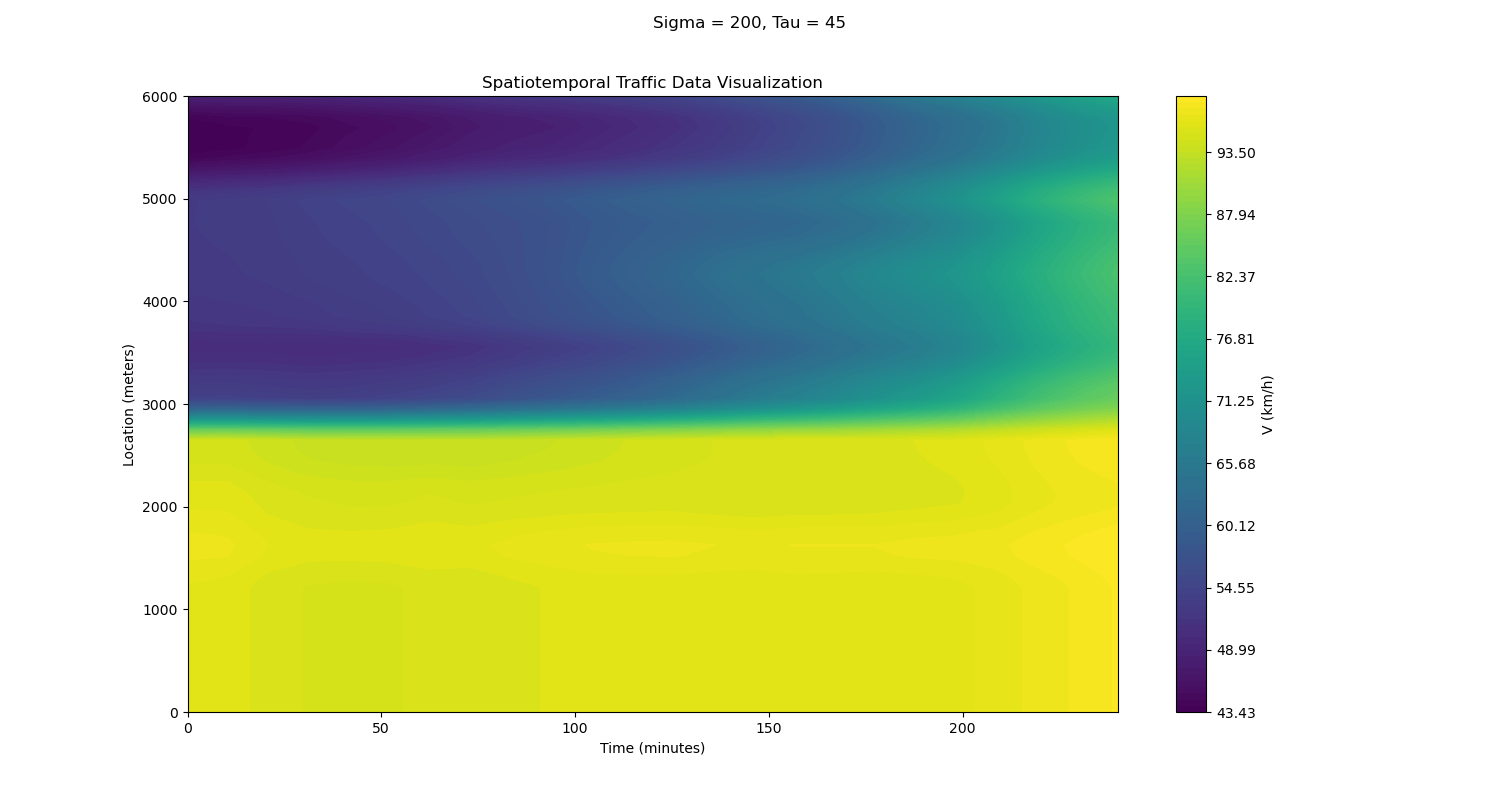 Sigma = 200, Tau = 45
Spatiotemporal Traffic Data Visualization
6000
5000
4000
3000
2000
1000
0
Location (meters)
0 50 100 150 200
Time (minutes)
93.50
87.94
82.37
76.81
71.25
65.68
60.12
54.55
48.99
43.43
V (km/h)